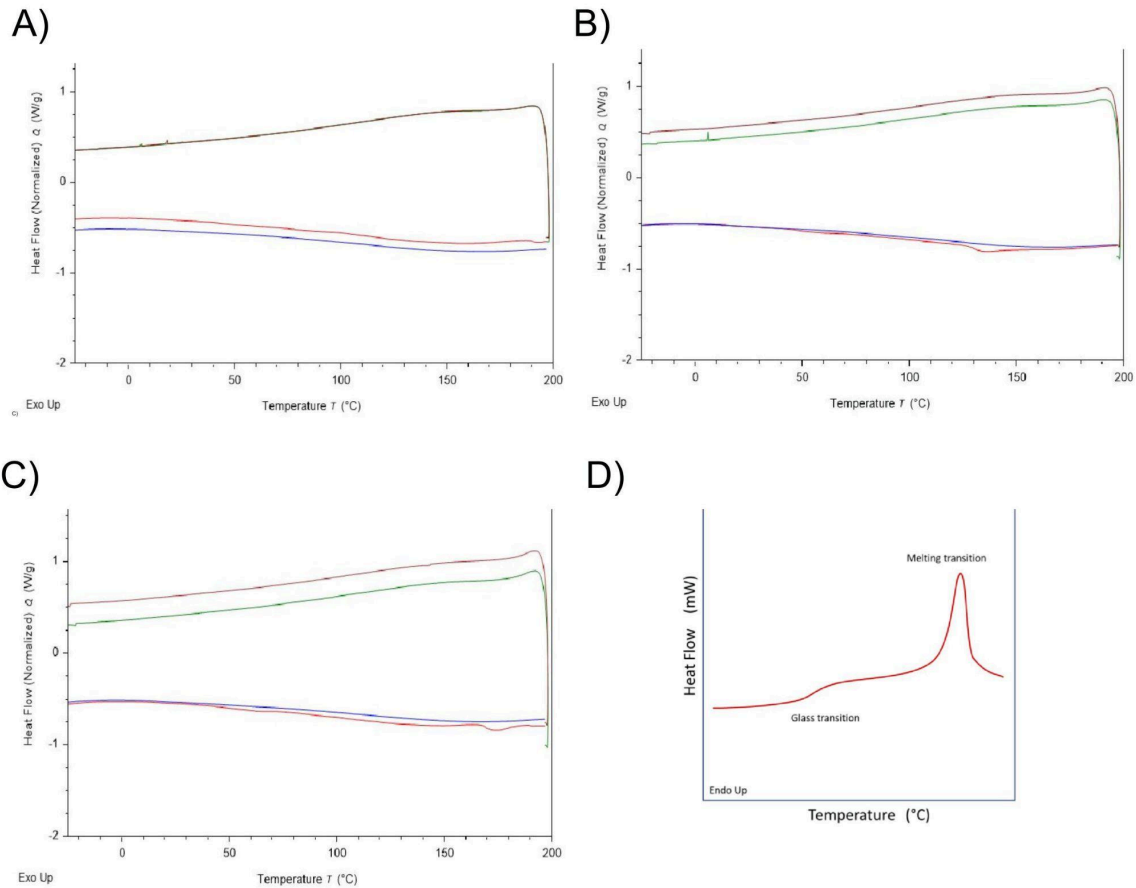 A)
Heat Flow (Normalized) Q (W/g)
1
0
-1
-2
0
50
100
150
200
Temperature T (°C)
Exo Up
c)
B)
Heat Flow (Normalized) Q (W/g)
1
0
-1
-2
0
50
100
150
200
Temperature T (°C)
Exo Up
C)
Heat Flow (Normalized) Q (W/g)
1
0
-1
-2
0
50
100
150
200
Temperature T (°C)
Exo Up
D)
Heat Flow (mW)
Melting transition
Glass transition
Endo Up
Temperature (°C)